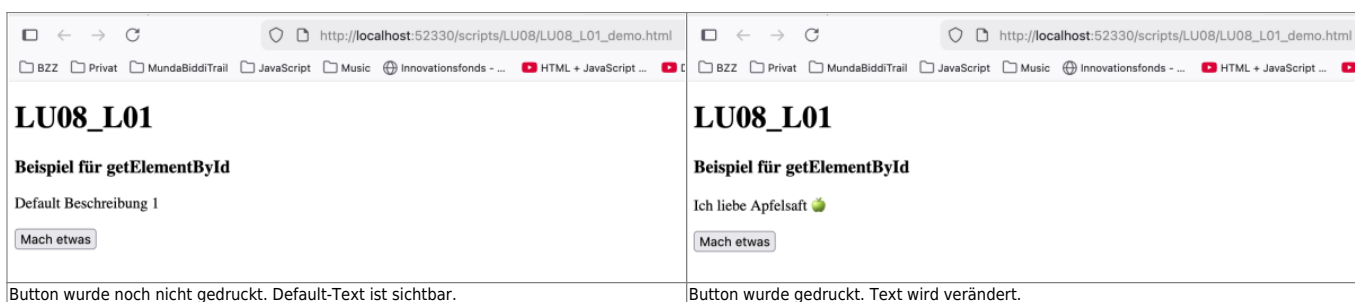 http://localhost:52330/scripts/LU08/LU08_L01_demo.html
BZZ Privat MundaBiddiTrail JavaScript Music Innovationsfonds - ... HTML + JavaScript ...
LU08_L01
Beispiel für getElementById
Default Beschreibung 1
Mach etwas
Button wurde noch nicht gedruckt. Default-Text ist sichtbar.
http://localhost:52330/scripts/LU08/LU08_L01_demo.html
BZZ Privat MundaBiddiTrail JavaScript Music Innovationsfonds - ... HTML + JavaScript ...
LU08_L01
Beispiel für getElementById
Ich liebe Apfelsaft 🍏
Mach etwas
Button wurde gedruckt. Text wird verändert.